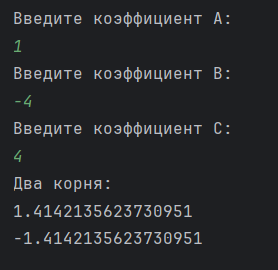 Введите коэффициент A:
1
Введите коэффициент B:
-4
Введите коэффициент C:
4
Два корня:
1.4142135623730951
-1.4142135623730951